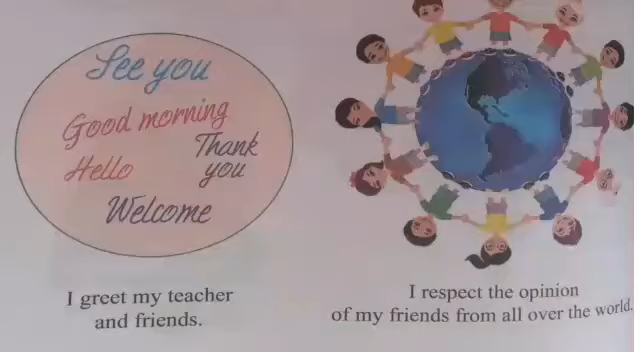 See you
Good morning
Hello
Thank
you
Welcome
I greet my teacher
and friends.
I respect the opinion
of my friends from all over the world.